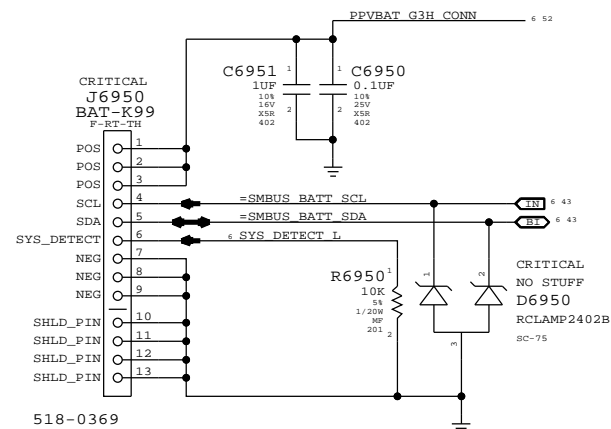 PPVBAT_G3H_CONN 6 52
CRITICAL
J6950
BAT-K99
F-RT-TH
C6951
1UF
10%
16V
X5R
402
1
2
C6950
0.1UF
10%
25V
X5R
402
1
2
POS 1
POS 2
POS 3
SCL 4 =SMBUS_BATT_SCL IN 6 43
SDA 5 =SMBUS_BATT_SDA BI 6 43
SYS_DETECT 6 6 SYS_DETECT_L
NEG 7
NEG 8
NEG 9
SHLD_PIN 10
SHLD_PIN 11
SHLD_PIN 12
SHLD_PIN 13
R6950
10K
5%
1/20W
MF
201
1
2
1
2
3
CRITICAL
NO STUFF
D6950
RCLAMP2402B
SC-75
518-0369